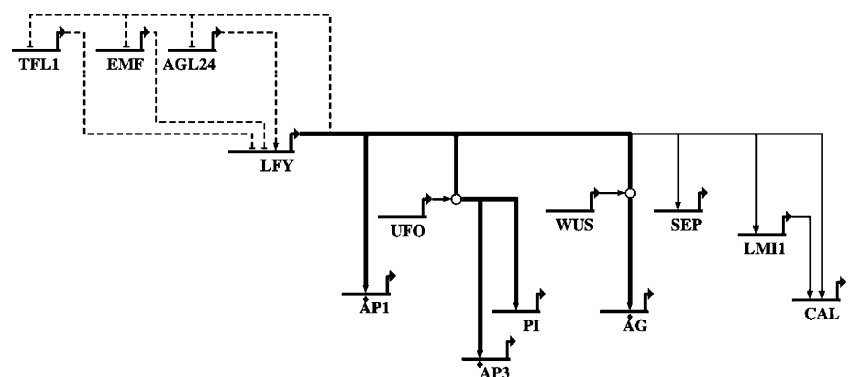 TFL1 EMF AGL24
LFY
UFO WUS SEP
LMI1
AP1 PI AG CAL
AP3